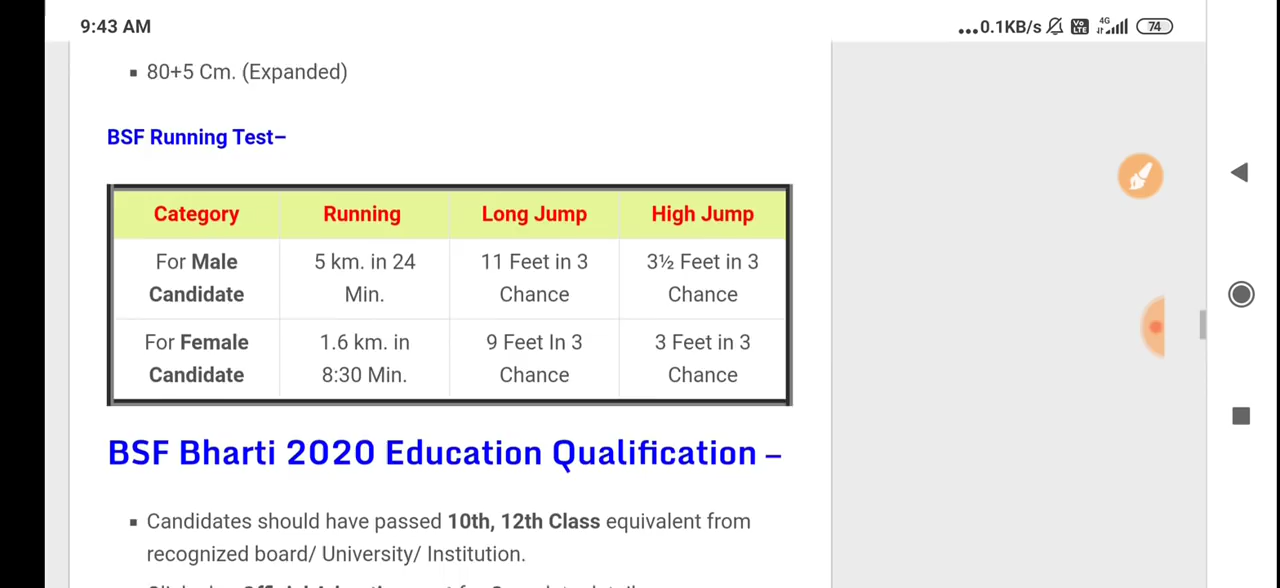 9:43 AM
...0.1KB/s Vo LTE 4G 74
▪ 80+5 Cm. (Expanded)
BSF Running Test–
Category Running Long Jump High Jump
For Male 5 km. in 24 11 Feet in 3 3½ Feet in 3
Candidate Min. Chance Chance
For Female 1.6 km. in 9 Feet In 3 3 Feet in 3
Candidate 8:30 Min. Chance Chance
BSF Bharti 2020 Education Qualification –
▪ Candidates should have passed 10th, 12th Class equivalent from
recognized board/ University/ Institution.